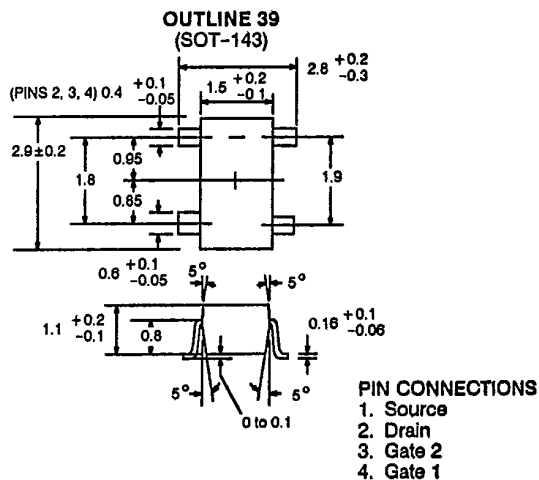 OUTLINE 39
(SOT-143)
2.8 +0.2 -0.3
1.5 +0.2 -0.1
(PINS 2, 3, 4) 0.4 +0.1 -0.05
2.9±0.2
1.8
0.95
0.85
1.9
0.6 +0.1 -0.05
5°
5°
1.1 +0.2 -0.1
0.8
0.16 +0.1 -0.06
5°
5°
0 to 0.1
PIN CONNECTIONS
1. Source
2. Drain
3. Gate 2
4. Gate 1